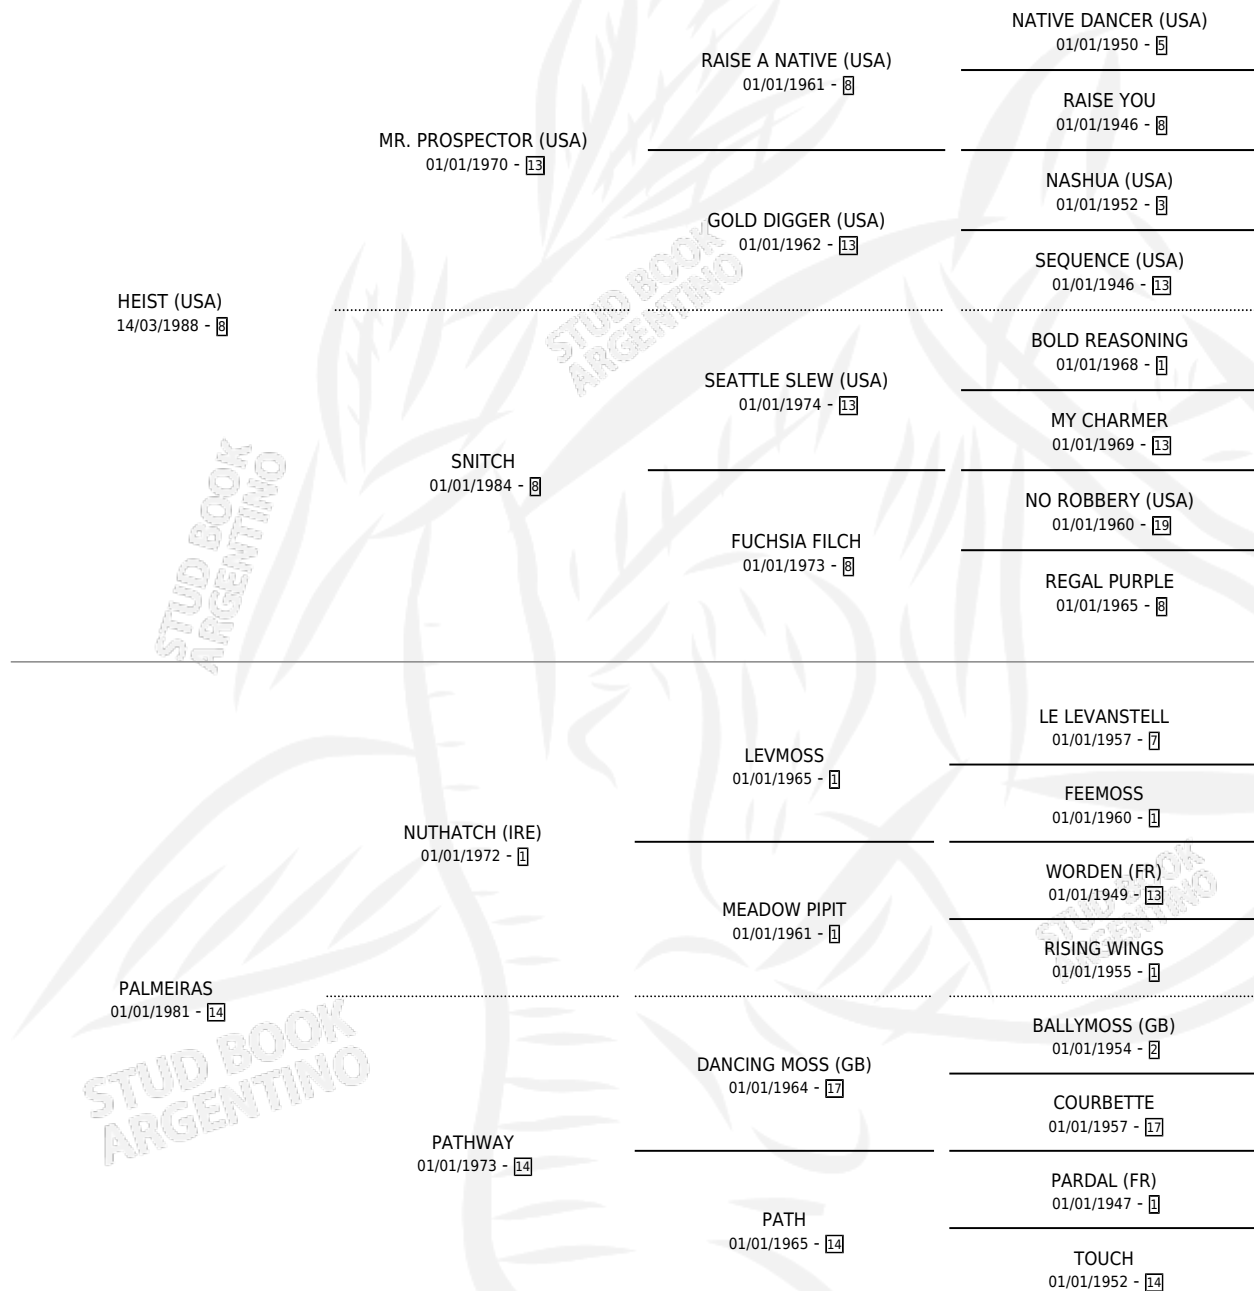 NATIVE DANCER (USA)
01/01/1950 - 5
RAISE A NATIVE (USA)
01/01/1961 - 8
RAISE YOU
01/01/1946 - 8
MR. PROSPECTOR (USA)
01/01/1970 - 13
NASHUA (USA)
01/01/1952 - 3
GOLD DIGGER (USA)
01/01/1962 - 13
SEQUENCE (USA)
01/01/1946 - 13
HEIST (USA)
14/03/1988 - 8
BOLD REASONING
01/01/1968 - 1
SEATTLE SLEW (USA)
01/01/1974 - 13
MY CHARMER
01/01/1969 - 13
SNITCH
01/01/1984 - 8
NO ROBBERY (USA)
01/01/1960 - 19
FUCHSIA FILCH
01/01/1973 - 8
REGAL PURPLE
01/01/1965 - 8
LE LEVANSTELL
01/01/1957 - 7
LEVMOSS
01/01/1965 - 1
FEEMOSS
01/01/1960 - 1
NUTHATCH (IRE)
01/01/1972 - 1
WORDEN (FR)
01/01/1949 - 13
MEADOW PIPIT
01/01/1961 - 1
RISING WINGS
01/01/1955 - 1
PALMEIRAS
01/01/1981 - 14
BALLYMOSS (GB)
01/01/1954 - 2
DANCING MOSS (GB)
01/01/1964 - 17
COURBETTE
01/01/1957 - 17
PATHWAY
01/01/1973 - 14
PARDAL (FR)
01/01/1947 - 1
PATH
01/01/1965 - 14
TOUCH
01/01/1952 - 14
STUD BOOK
ARGENTINO
STUD BOOK
ARGENTINO
STUD BOOK
ARGENTINO
STUD BOOK
ARGENTINO